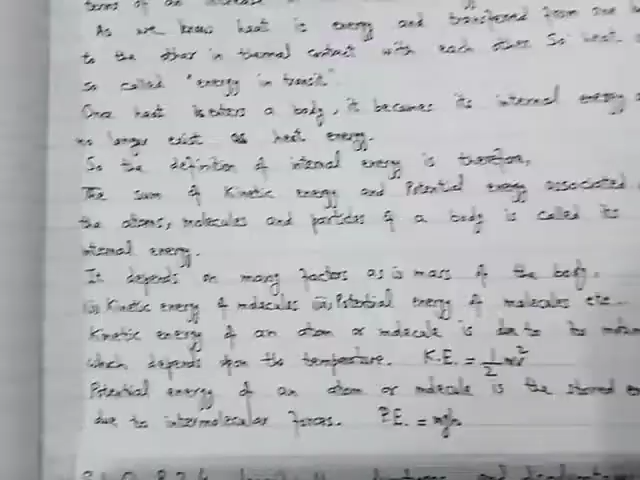 terms of an increase
As we know heat is energy and transferred from one
to the other in thermal contact with each other. So heat
so called "energy in transit".
Once heat is enters a body, it becomes its internal energy
no longer exist as heat energy.
So the definition of internal energy is therefore,
The sum of Kinetic energy and Potential energy associated
the atoms, molecules and particles of a body is called its
internal energy.
It depends on many factors as (i) mass of the body.
(ii) Kinetic energy of molecules (iii) Potential energy of molecules etc.
Kinetic energy of an atom or molecule is due to its
which depends upon the temperature. K.E. = 1/2 mv²
Potential energy of an atom or molecule is the stored
due to intermolecular forces. P.E. = mgh